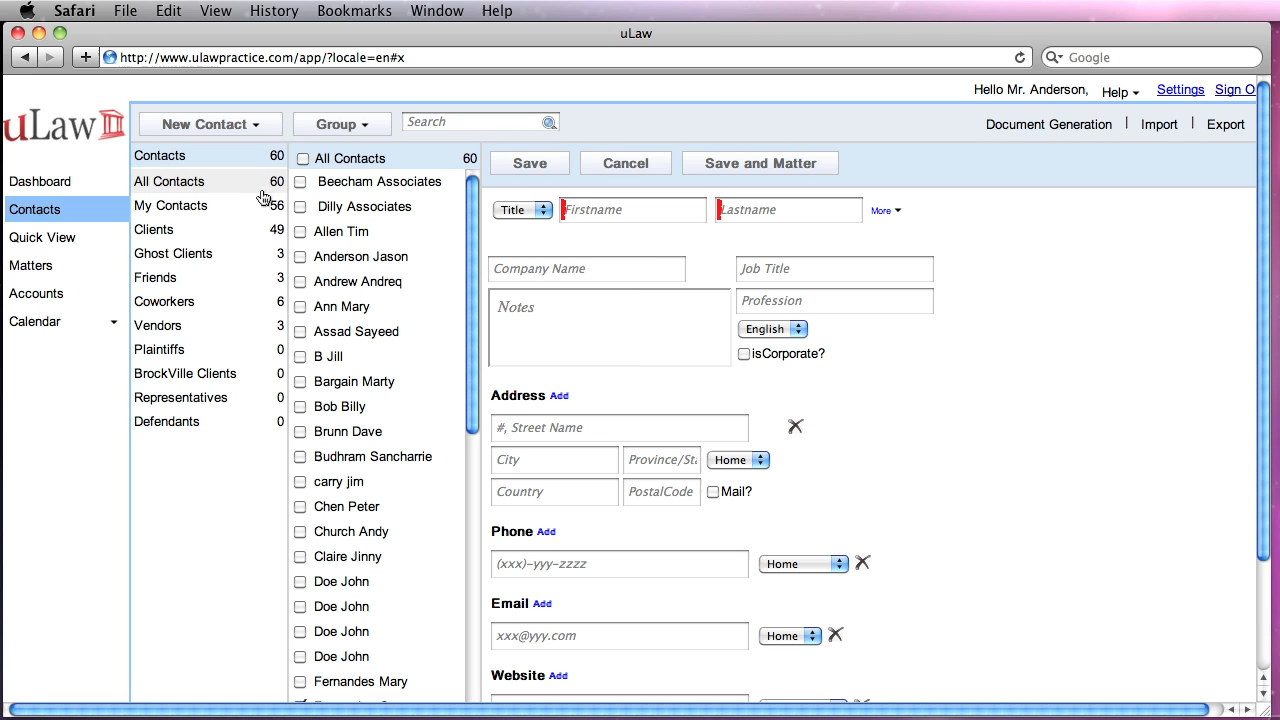 Safari File Edit View History Bookmarks Window Help
uLaw
http://www.ulawpractice.com/app/?locale=en#x
Google
Hello Mr. Anderson, Help Settings Sign O
uLaw
New Contact Group Search Document Generation | Import | Export
Dashboard
Contacts
Quick View
Matters
Accounts
Calendar
Contacts 60
All Contacts 60
My Contacts 56
Clients 49
Ghost Clients 3
Friends 3
Coworkers 6
Vendors 3
Plaintiffs 0
BrockVille Clients 0
Representatives 0
Defendants 0
All Contacts 60
Beecham Associates
Dilly Associates
Allen Tim
Anderson Jason
Andrew Andreq
Ann Mary
Assad Sayeed
B Jill
Bargain Marty
Bob Billy
Brunn Dave
Budhram Sancharrie
carry jim
Chen Peter
Church Andy
Claire Jinny
Doe John
Doe John
Doe John
Doe John
Fernandes Mary
Save Cancel Save and Matter
Title Firstname Lastname More
Company Name Job Title
Notes Profession
English
isCorporate?
Address Add
#, Street Name
City Province/Sta Home
Country PostalCode Mail?
Phone Add
(xxx)-yyy-zzzz Home
Email Add
xxx@yyy.com Home
Website Add